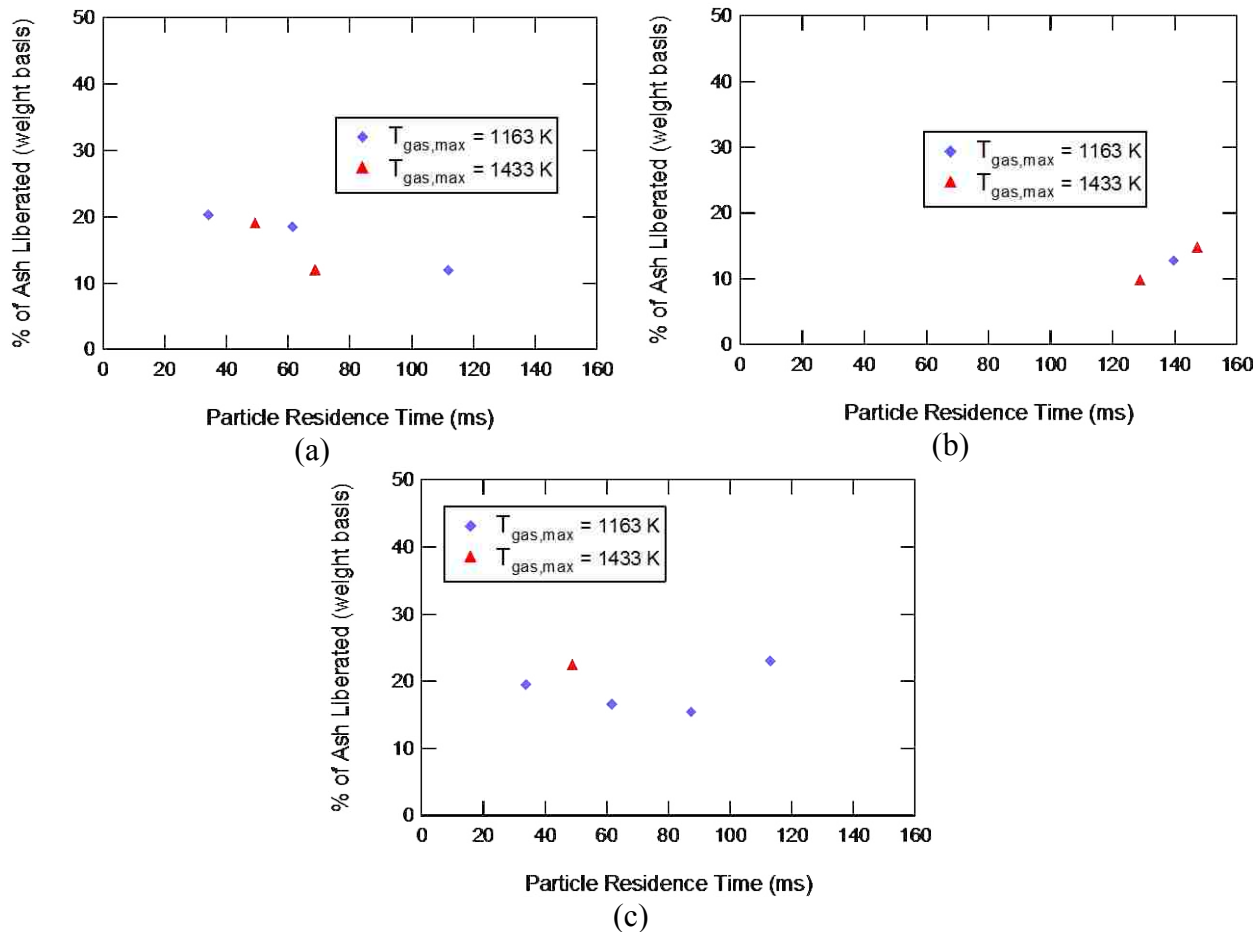 % of Ash Liberated (weight basis)
50
40
30
20
10
0
T gas,max = 1163 K
T gas,max = 1433 K
0 20 40 60 80 100 120 140 160
Particle Residence Time (ms)
(a)
% of Ash Liberated (weight basis)
50
40
30
20
10
0
T gas,max = 1163 K
T gas,max = 1433 K
0 20 40 60 80 100 120 140 160
Particle Residence Time (ms)
(b)
% of Ash Liberated (weight basis)
50
40
30
20
10
0
T gas,max = 1163 K
T gas,max = 1433 K
0 20 40 60 80 100 120 140 160
Particle Residence Time (ms)
(c)